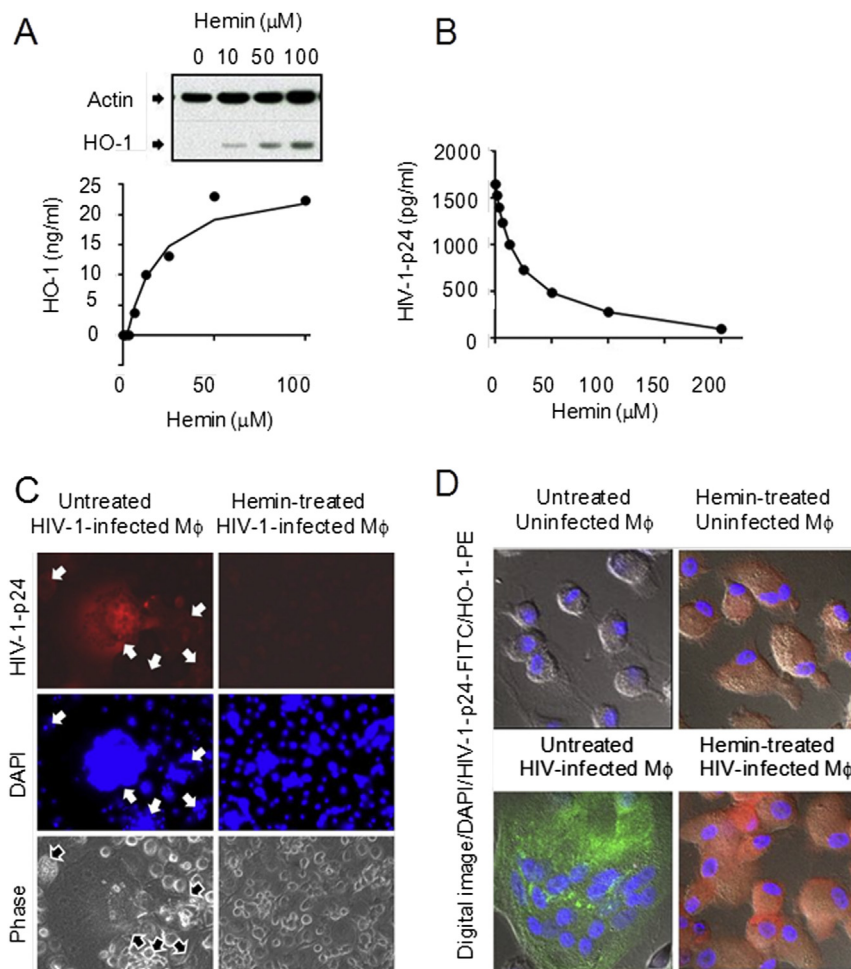 A
Hemin (μM)
0 10 50 100
Actin
HO-1
HO-1 (ng/ml)
25
20
15
10
5
0
0 50 100
Hemin (μM)
B
HIV-1-p24 (pg/ml)
2000
1500
1000
500
0
0 50 100 150 200
Hemin (μM)
C
Untreated
HIV-1-infected Mϕ
Hemin-treated
HIV-1-infected Mϕ
HIV-1-p24
DAPI
Phase
D
Digital image/DAPI/HIV-1-p24-FITC/HO-1-PE
Untreated
Uninfected Mϕ
Hemin-treated
Uninfected Mϕ
Untreated
HIV-infected Mϕ
Hemin-treated
HIV-infected Mϕ